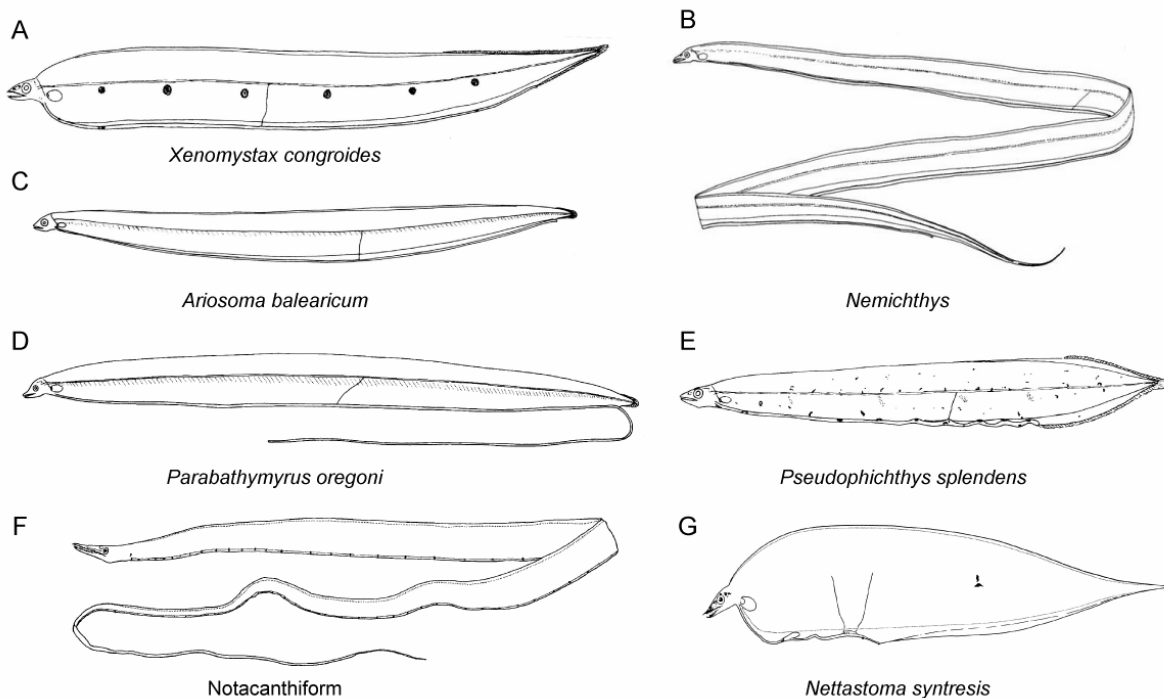 A
Xenomystax congroides
B
Nemichthys
C
Ariosoma balearicum
D
Parabathymyrus oregoni
E
Pseudophichthys splendens
F
Notacanthiform
G
Nettastoma syntresis